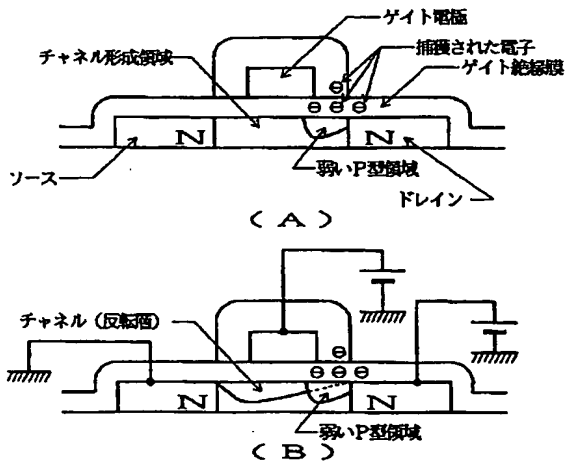 ゲイト電極
捕獲された電子
チャネル形成領域
ゲイト絶縁膜
N
N
ソース
弱いP型領域
ドレイン
(A)
チャネル(反転層)
N
N
弱いP型領域
(B)